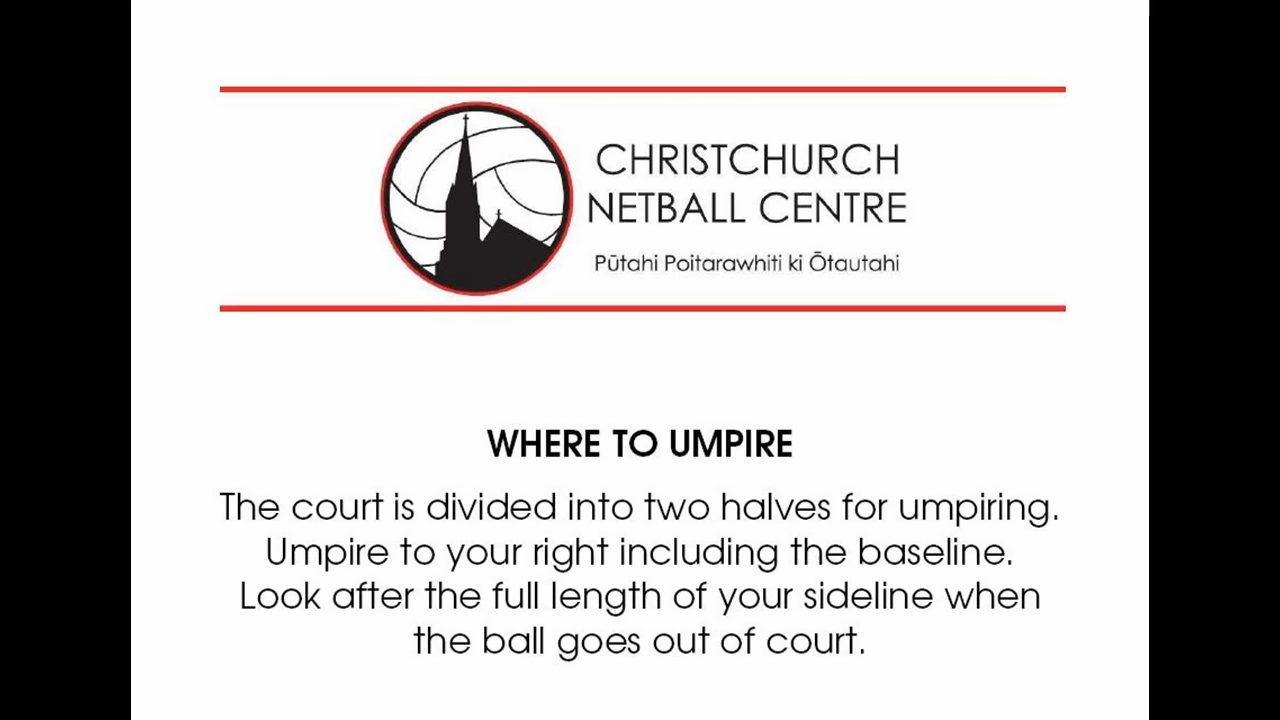 CHRISTCHURCH
NETBALL CENTRE
Pūtahi Poitarawhiti ki Ōtautahi
WHERE TO UMPIRE
The court is divided into two halves for umpiring.
Umpire to your right including the baseline.
Look after the full length of your sideline when
the ball goes out of court.